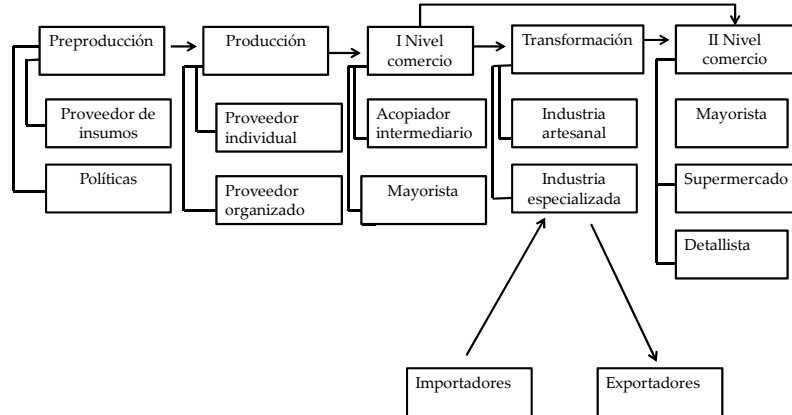 Preproducción
Producción
I Nivel
comercio
Transformación
II Nivel
comercio
Proveedor de
insumos
Proveedor
individual
Acopiador
intermediario
Industria
artesanal
Mayorista
Políticas
Proveedor
organizado
Mayorista
Industria
especializada
Supermercado
Detallista
Importadores
Exportadores